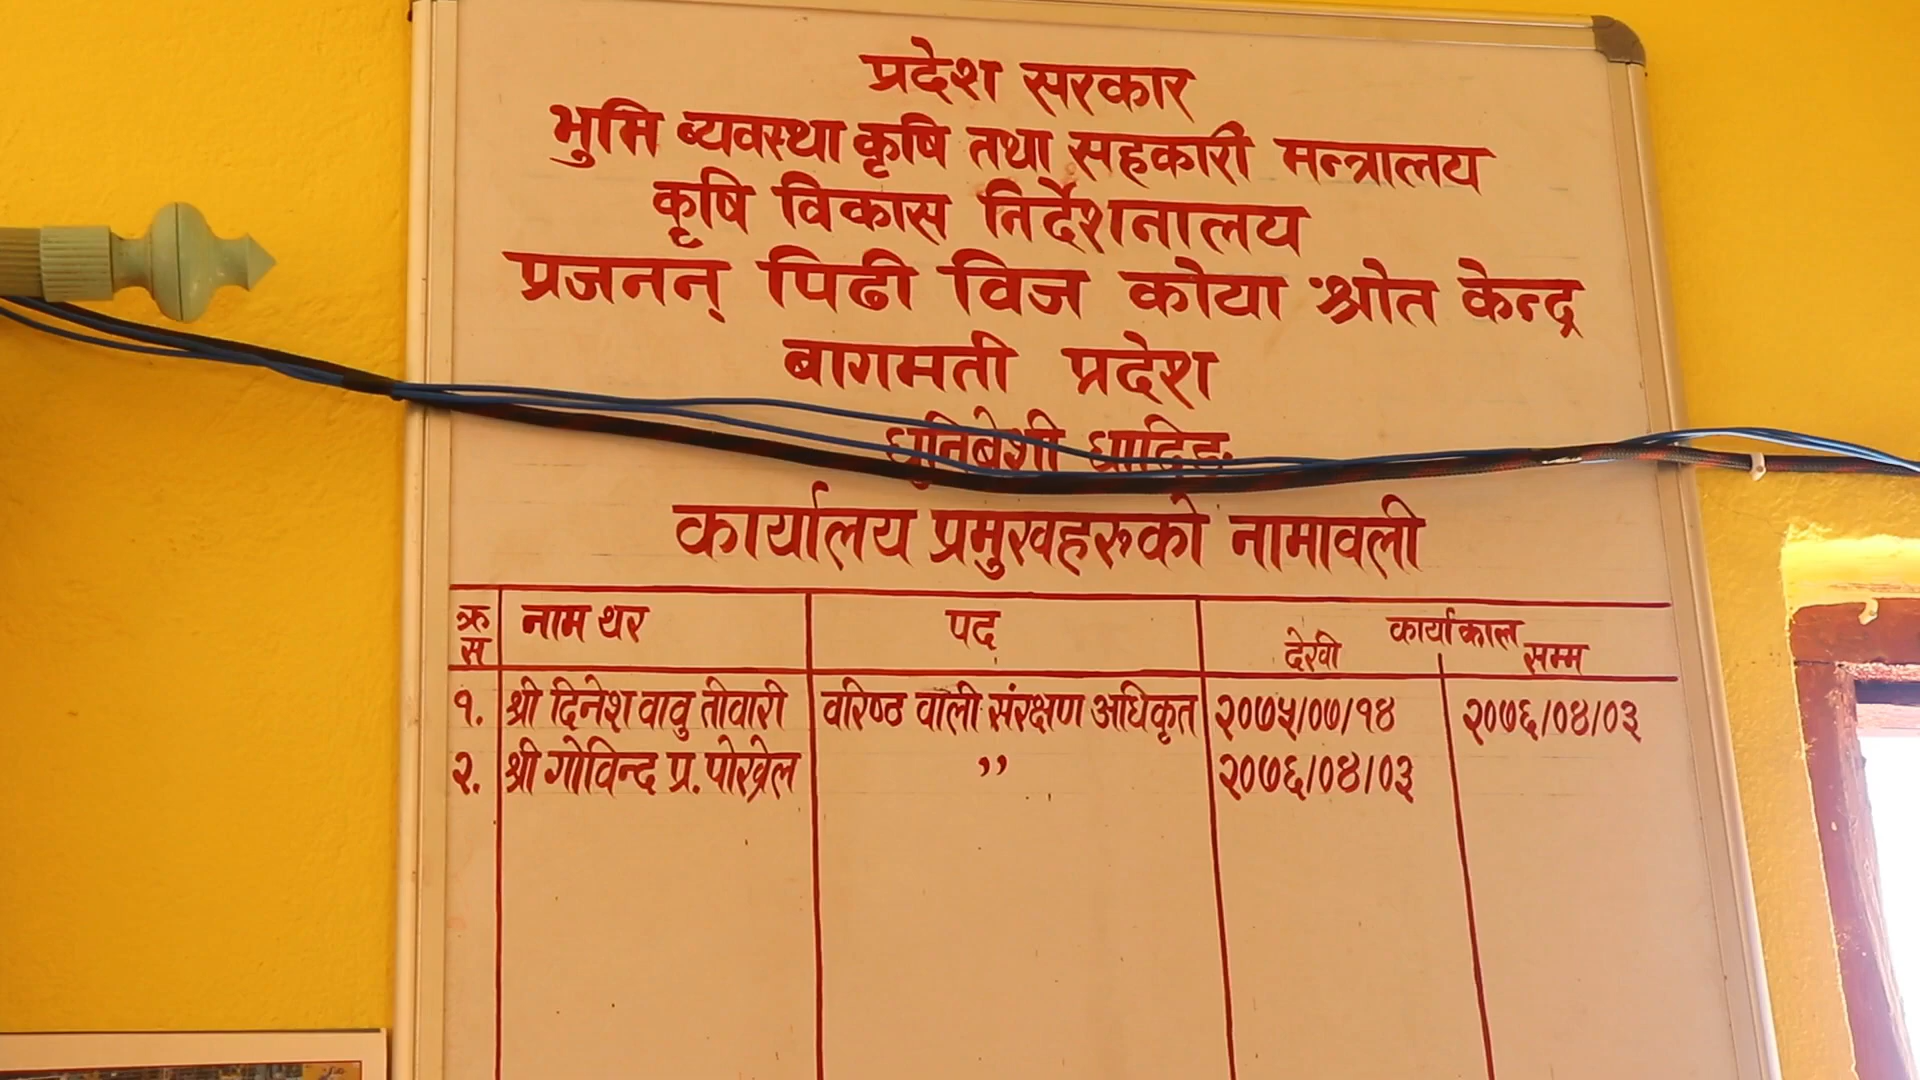 प्रदेश सरकार
भुमि ब्यवस्था कृषि तथा सहकारी मन्त्रालय
कृषि विकास निर्देशनालय
प्रजनन् पिढी विज कोया श्रोत केन्द्र
बागमती प्रदेश
धुनिबेशी धादिङ
कार्यालय प्रमुखहरुको नामावली
क्र स नाम थर पद कार्याकाल
देखी सम्म
१. श्री दिनेश वावु तीवारी वरिष्ठ वाली संरक्षण अधिकृत २०७५/०७/१४ २०७६/०४/०३
२. श्री गोविन्द प्र. पोख्रेल ,, २०७६/०४/०३